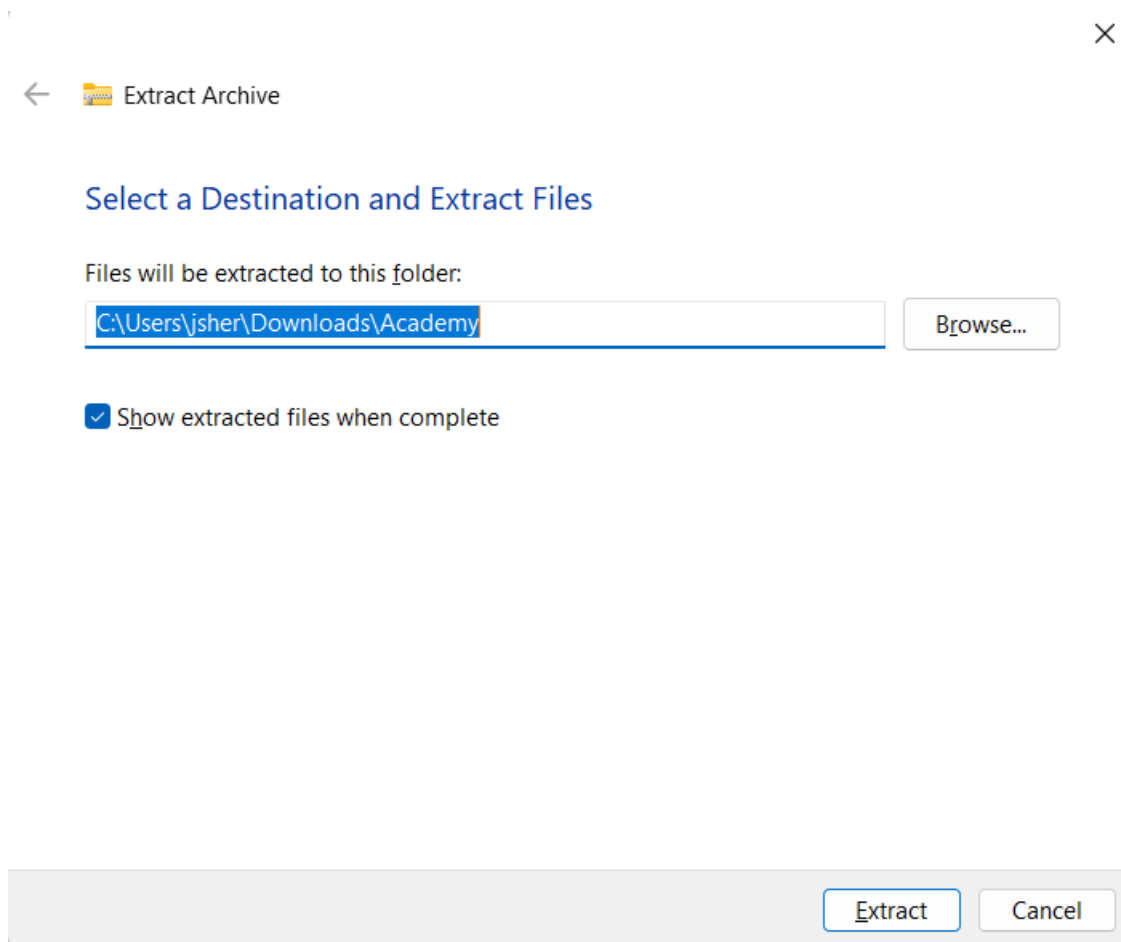 Extract Archive
Select a Destination and Extract Files
Files will be extracted to this folder:
C:\Users\jsher\Downloads\Academy
Browse...
Show extracted files when complete
Extract
Cancel